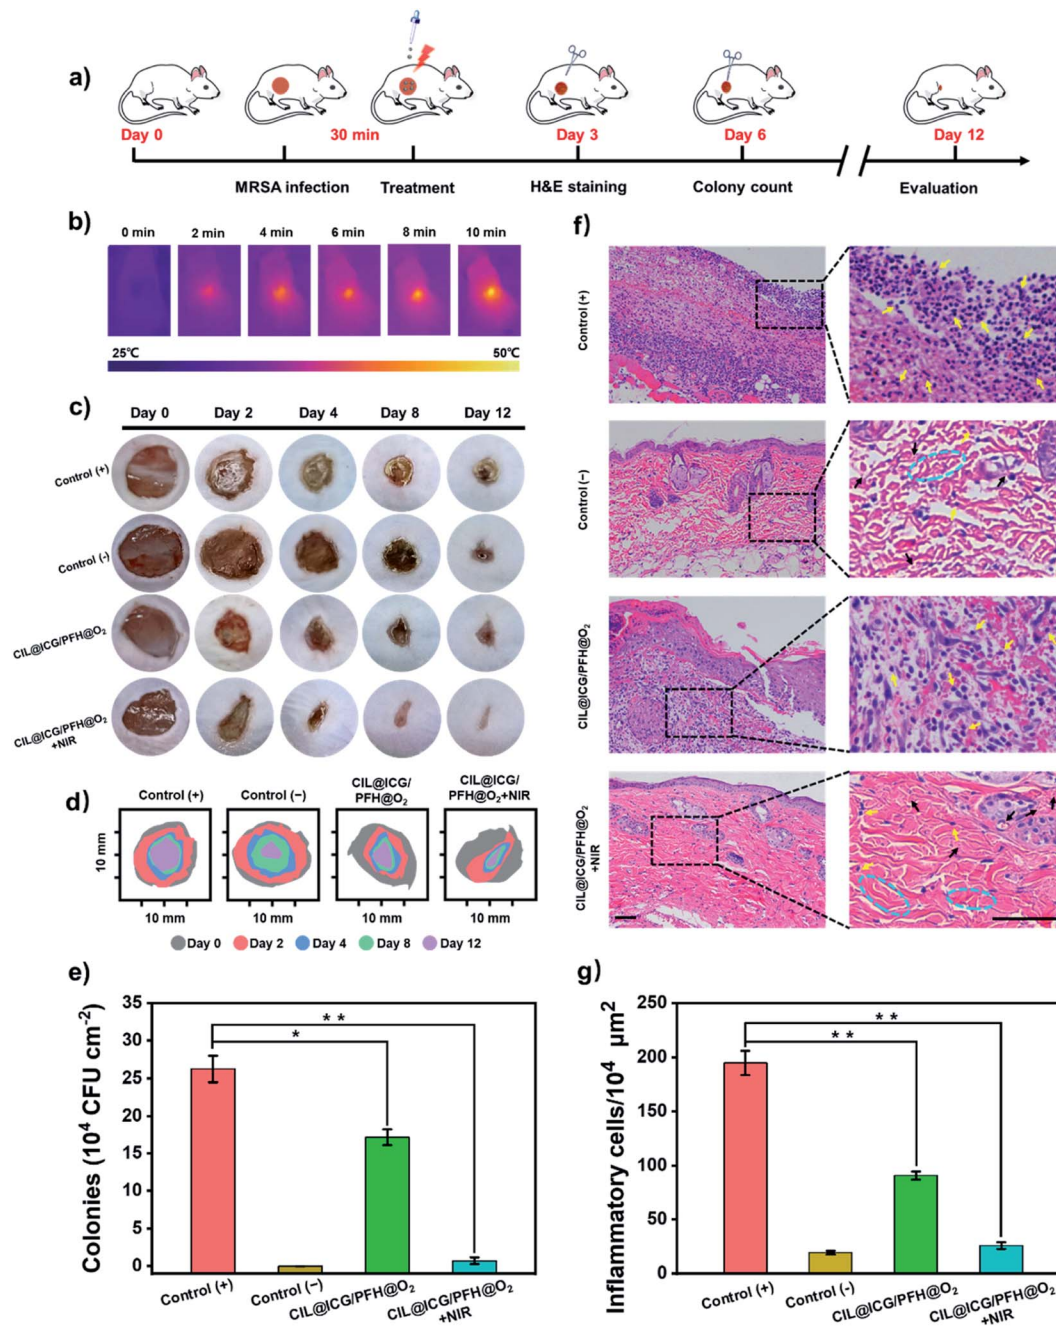 a)
Day 0
30 min
Day 3
Day 6
Day 12
MRSA infection
Treatment
H&E staining
Colony count
Evaluation
b)
0 min
2 min
4 min
6 min
8 min
10 min
25℃
50℃
c)
Day 0
Day 2
Day 4
Day 8
Day 12
Control (+)
Control (-)
CIL@ICG/PFH@O₂
CIL@ICG/PFH@O₂
+NIR
d)
Control (+)
Control (−)
CIL@ICG/
PFH@O₂
CIL@ICG/
PFH@O₂+NIR
10 mm
10 mm
10 mm
10 mm
10 mm
Day 0
Day 2
Day 4
Day 8
Day 12
e)
Colonies (10⁴ CFU cm⁻²)
35
30
25
20
15
10
5
0
* *
*
Control (+)
Control (−)
CIL@ICG/PFH@O₂
CIL@ICG/PFH@O₂
+NIR
f)
Control (+)
Control (−)
CIL@ICG/PFH@O₂
CIL@ICG/PFH@O₂
+NIR
g)
Inflammatory cells/10⁴ μm²
250
200
150
100
50
0
* *
* *
Control (+)
Control (-)
CIL@ICG/PFH@O₂
CIL@ICG/PFH@O₂
+NIR